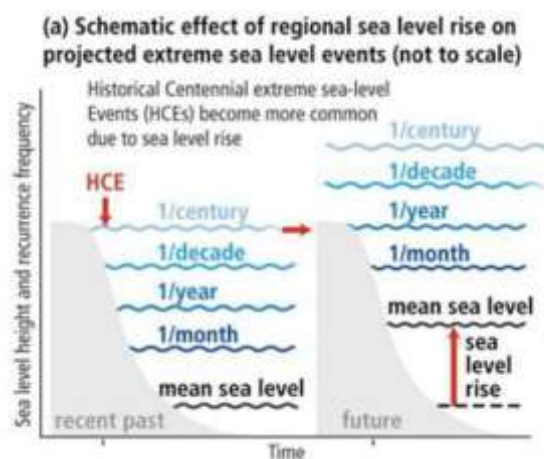 (a) Schematic effect of regional sea level rise on
projected extreme sea level events (not to scale)
Historical Centennial extreme sea-level
Events (HCEs) become more common
due to sea level rise
HCE
1/century
1/decade
1/year
1/month
mean sea level
recent past
1/century
1/decade
1/year
1/month
mean sea level
sea
level
rise
future
Sea level height and recurrence frequency
Time